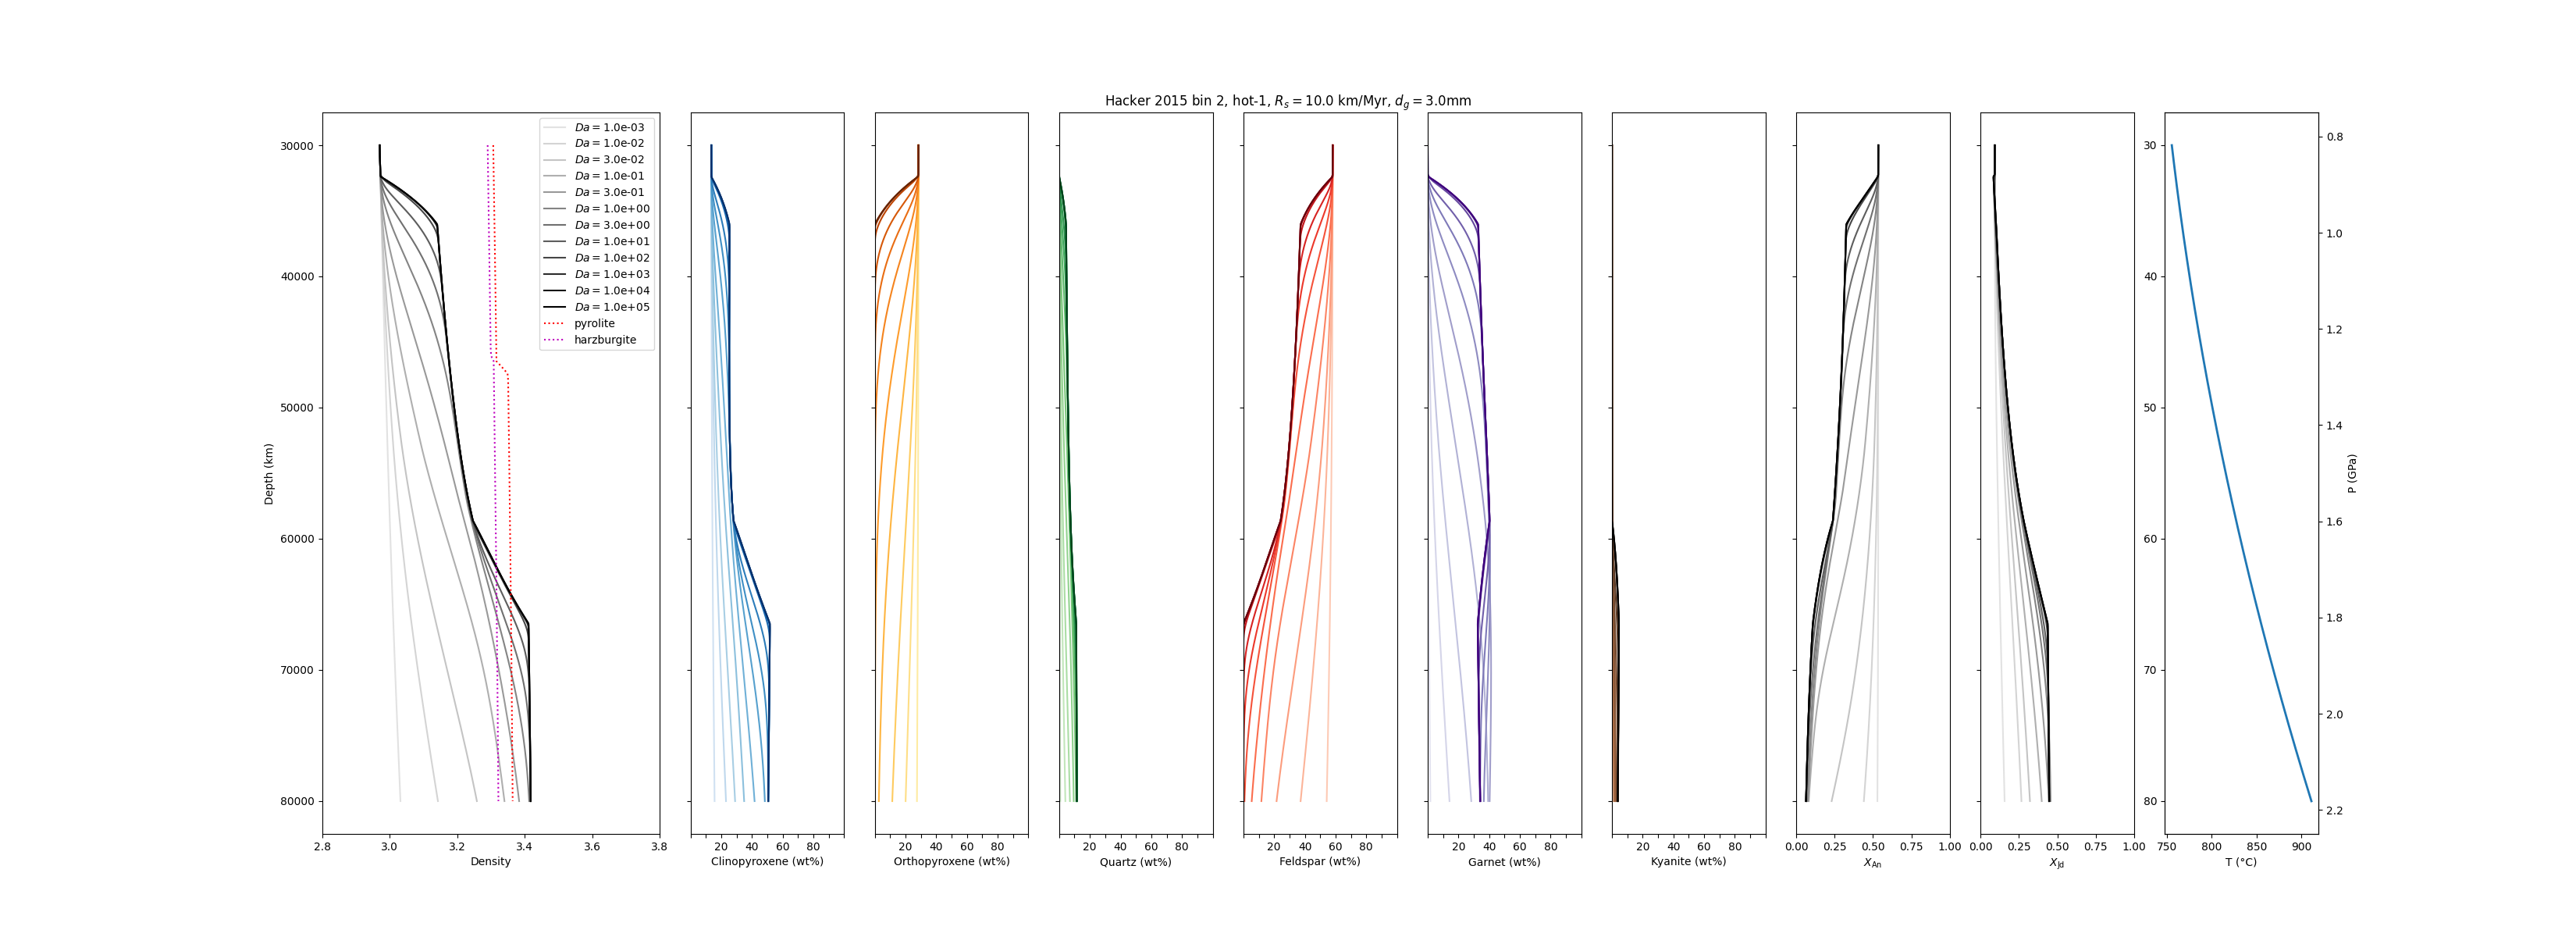 Hacker 2015 bin 2, hot-1, Rs = 10.0 km/Myr, dg = 3.0mm
Da = 1.0e-03
Da = 1.0e-02
Da = 3.0e-02
Da = 1.0e-01
Da = 3.0e-01
Da = 1.0e+00
Da = 3.0e+00
Da = 1.0e+01
Da = 1.0e+02
Da = 1.0e+03
Da = 1.0e+04
Da = 1.0e+05
pyrolite
harzburgite
Depth (km)
30000
40000
50000
60000
70000
80000
2.8 3.0 3.2 3.4 3.6 3.8
Density
20 40 60 80
Clinopyroxene (wt%)
20 40 60 80
Orthopyroxene (wt%)
20 40 60 80
Quartz (wt%)
20 40 60 80
Feldspar (wt%)
20 40 60 80
Garnet (wt%)
20 40 60 80
Kyanite (wt%)
0.00 0.25 0.50 0.75 1.00
XAn
0.00 0.25 0.50 0.75 1.00
XJd
30
40
50
60
70
80
750 800 850 900
T (°C)
0.8
1.0
1.2
1.4
1.6
1.8
2.0
2.2
P (GPa)